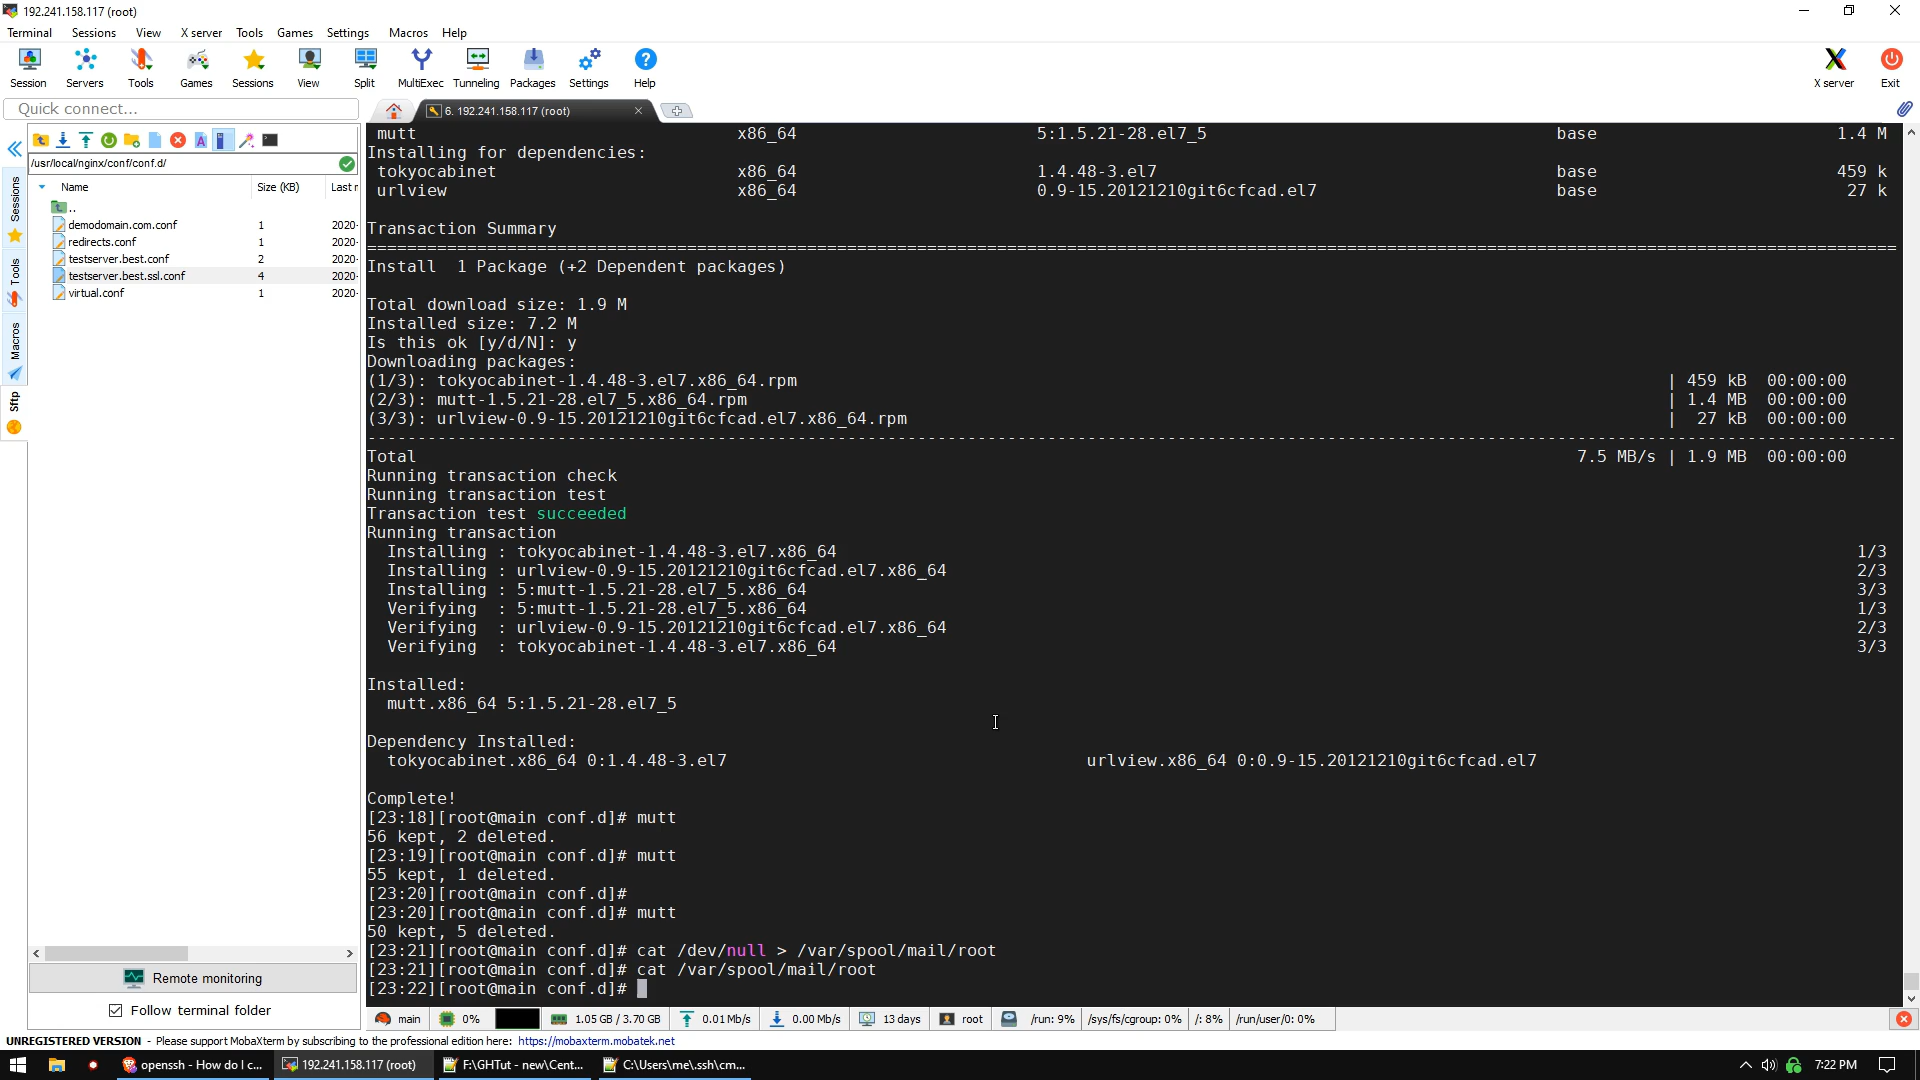 192.241.158.117 (root)
Terminal Sessions View X server Tools Games Settings Macros Help
Session Servers Tools Games Sessions View Split MultiExec Tunneling Packages Settings Help X server Exit
Quick connect...
6. 192.241.158.117 (root)
/usr/local/nginx/conf/conf.d/
Name Size (KB) Last r
..
demodomain.com.conf 1 2020-
redirects.conf 1 2020-
testserver.best.conf 2 2020-
testserver.best.ssl.conf 4 2020-
virtual.conf 1 2020-
Sessions
Tools
Macros
Sftp
Remote monitoring
Follow terminal folder
mutt x86_64 5:1.5.21-28.el7_5 base 1.4 M
Installing for dependencies:
tokyocabinet x86_64 1.4.48-3.el7 base 459 k
urlview x86_64 0.9-15.20121210git6cfcad.el7 base 27 k
Transaction Summary
================================================================================
Install 1 Package (+2 Dependent packages)
Total download size: 1.9 M
Installed size: 7.2 M
Is this ok [y/d/N]: y
Downloading packages:
(1/3): tokyocabinet-1.4.48-3.el7.x86_64.rpm | 459 kB 00:00:00
(2/3): mutt-1.5.21-28.el7_5.x86_64.rpm | 1.4 MB 00:00:00
(3/3): urlview-0.9-15.20121210git6cfcad.el7.x86_64.rpm | 27 kB 00:00:00
--------------------------------------------------------------------------------
Total 7.5 MB/s | 1.9 MB 00:00:00
Running transaction check
Running transaction test
Transaction test succeeded
Running transaction
Installing : tokyocabinet-1.4.48-3.el7.x86_64 1/3
Installing : urlview-0.9-15.20121210git6cfcad.el7.x86_64 2/3
Installing : 5:mutt-1.5.21-28.el7_5.x86_64 3/3
Verifying : 5:mutt-1.5.21-28.el7_5.x86_64 1/3
Verifying : urlview-0.9-15.20121210git6cfcad.el7.x86_64 2/3
Verifying : tokyocabinet-1.4.48-3.el7.x86_64 3/3
Installed:
mutt.x86_64 5:1.5.21-28.el7_5
Dependency Installed:
tokyocabinet.x86_64 0:1.4.48-3.el7 urlview.x86_64 0:0.9-15.20121210git6cfcad.el7
Complete!
[23:18][root@main conf.d]# mutt
56 kept, 2 deleted.
[23:19][root@main conf.d]# mutt
55 kept, 1 deleted.
[23:20][root@main conf.d]#
[23:20][root@main conf.d]# mutt
50 kept, 5 deleted.
[23:21][root@main conf.d]# cat /dev/null > /var/spool/mail/root
[23:21][root@main conf.d]# cat /var/spool/mail/root
[23:22][root@main conf.d]#
main 0% 1.05 GB / 3.70 GB 0.01 Mb/s 0.00 Mb/s 13 days root /run: 9% /sys/fs/cgroup: 0% /: 8% /run/user/0: 0%
UNREGISTERED VERSION - Please support MobaXterm by subscribing to the professional edition here: https://mobaxterm.mobatek.net
openssh - How do I c... 192.241.158.117 (root) F:\GHTut - new\Cent... C:\Users\me\.ssh\cm... 7:22 PM